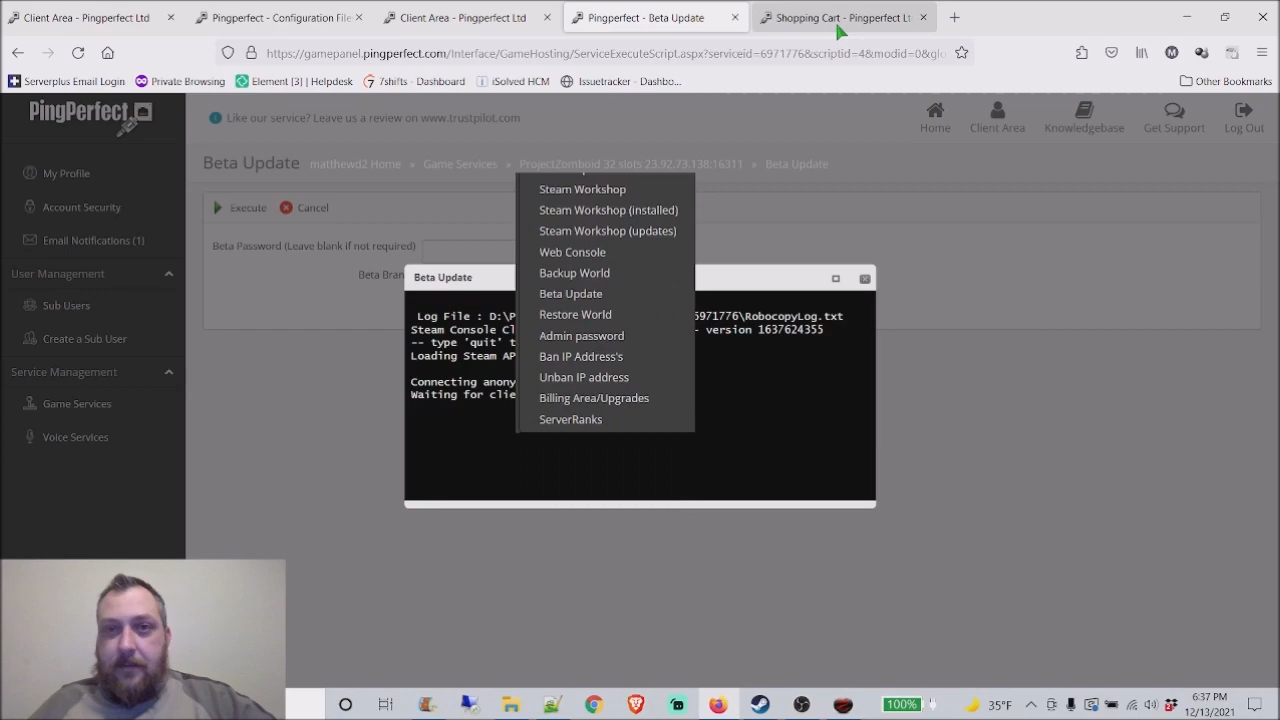 Client Area - Pingperfect Ltd
Pingperfect - Configuration File
Client Area - Pingperfect Ltd
Pingperfect - Beta Update
Shopping Cart - Pingperfect Lt
https://gamepanel.pingperfect.com/Interface/GameHosting/ServiceExecuteScript.aspx?serviceid=6971776&scriptid=4&modid=0&glo
Serverplus Email Login
Private Browsing
Element [3] | Helpdesk
7shifts - Dashboard
iSolved HCM
Issuetracker - Dashbo...
Other Bookmarks
PingPerfect
Like our service? Leave us a review on www.trustpilot.com
Home
Client Area
Knowledgebase
Get Support
Log Out
Beta Update matthewd2 Home » Game Services » ProjectZomboid 32 slots 23.92.73.138:16311 » Beta Update
My Profile
Account Security
Email Notifications (1)
User Management
Sub Users
Create a Sub User
Service Management
Game Services
Voice Services
Execute
Cancel
Beta Password (Leave blank if not required)
Beta Bran
Beta Update
Log File : D:\P
6971776\RobocopyLog.txt
Steam Console Cl
- version 1637624355
-- type 'quit' t
Loading Steam AP
Connecting anony
Waiting for clie
Steam Workshop
Steam Workshop (installed)
Steam Workshop (updates)
Web Console
Backup World
Beta Update
Restore World
Admin password
Ban IP Address's
Unban IP address
Billing Area/Upgrades
ServerRanks
100%
35°F
6:37 PM
12/13/2021